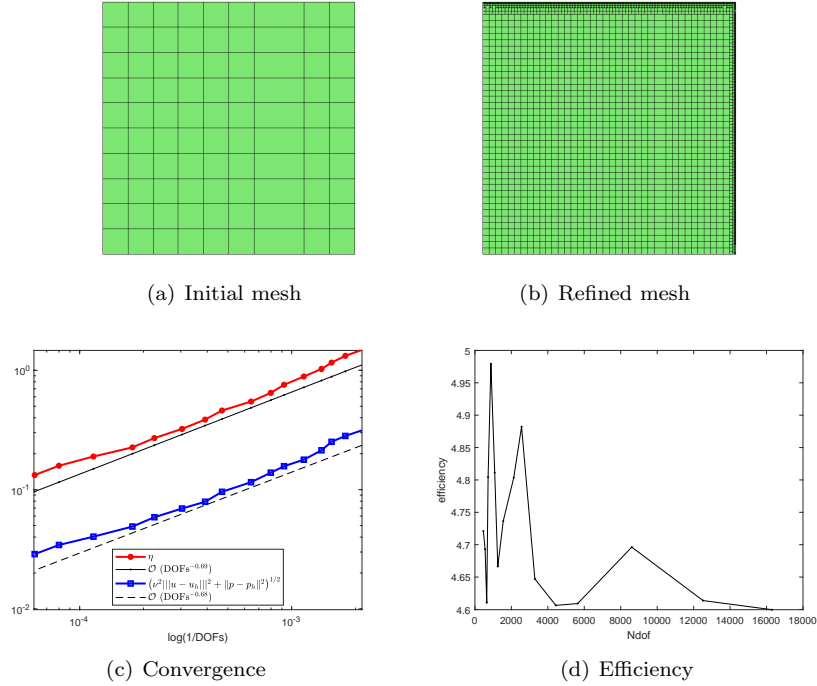 (a) Initial mesh
(b) Refined mesh
10^0
10^{-1}
10^{-2}
10^{-4}
10^{-3}
log(1/DOFs)
η
O (DOFs^{-0.69})
(ν^2|||u − u_h|||^2 + ‖p − p_h‖^2)^{1/2}
O (DOFs^{-0.68})
(c) Convergence
5
4.95
4.9
4.85
4.8
4.75
4.7
4.65
4.6
efficiency
0 2000 4000 6000 8000 10000 12000 14000 16000 18000
Ndof
(d) Efficiency